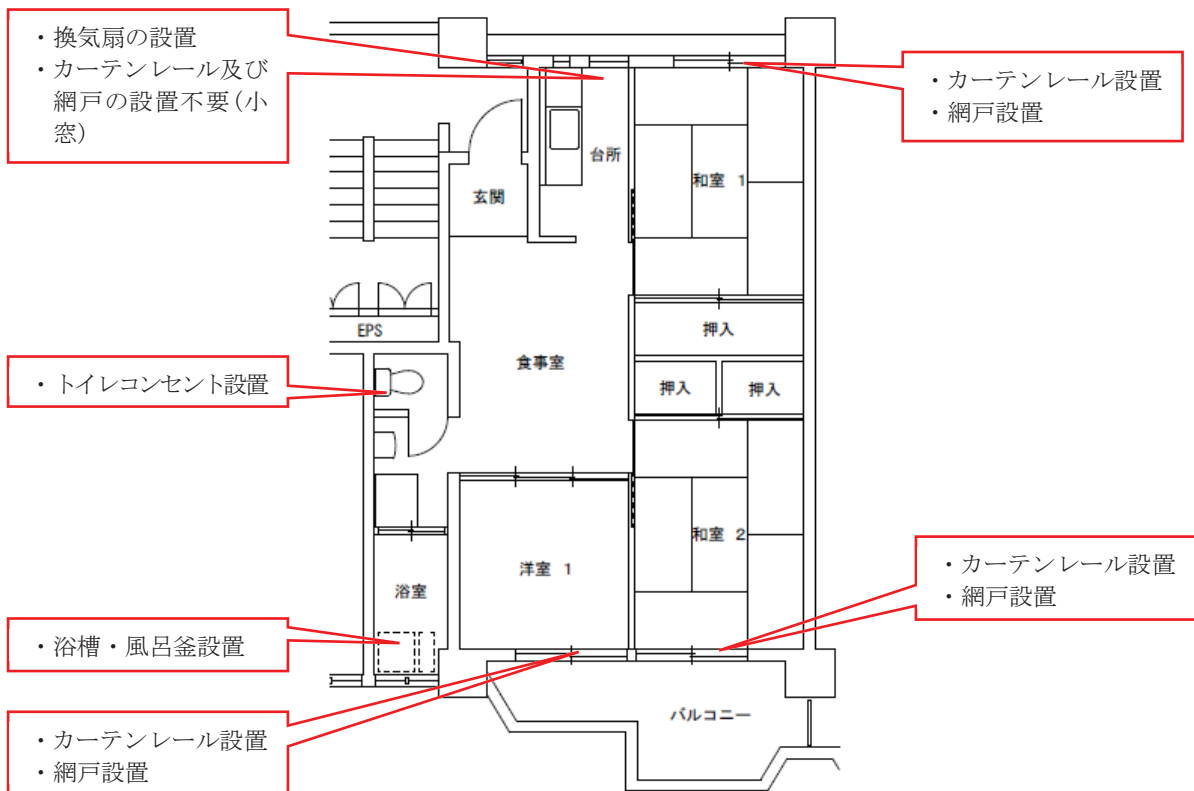 ・換気扇の設置
・カーテンレール及び
網戸の設置不要(小
窓)
・カーテンレール設置
・網戸設置
台所
和室 1
玄関
押入
EPS
食事室
・トイレコンセント設置
押入
押入
和室 2
洋室 1
浴室
・カーテンレール設置
・網戸設置
・浴槽・風呂釜設置
バルコニー
・カーテンレール設置
・網戸設置